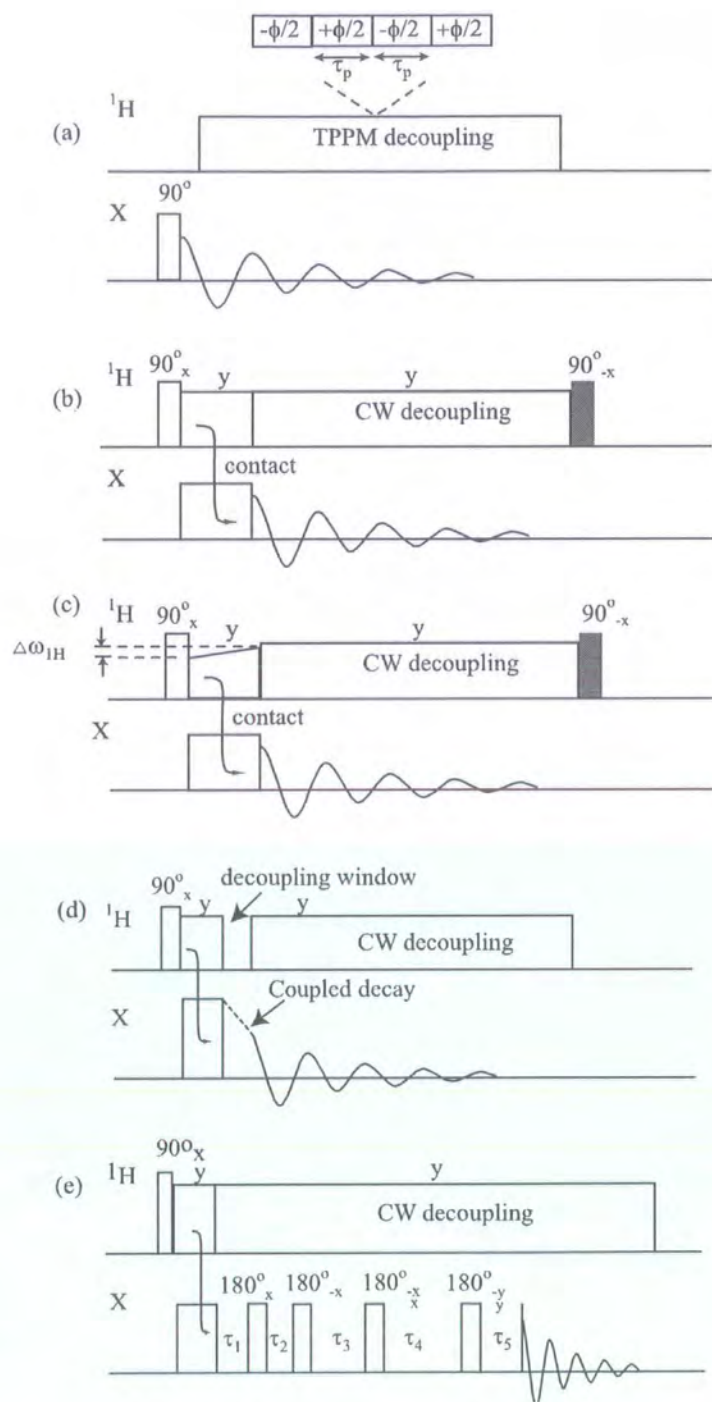 -ϕ/2 +ϕ/2 -ϕ/2 +ϕ/2
τp τp
¹H
(a)
TPPM decoupling
90°
X
¹H 90°x y y 90°-x
(b)
CW decoupling
contact
X
(c) ¹H 90°x y y 90°-x
Δω1H
CW decoupling
contact
X
90°x y decoupling window y
(d) ¹H
CW decoupling
Coupled decay
X
90°x
y y
(e) ¹H
CW decoupling
180°x 180°-x 180°-x 180°-y
x y
X
τ1 τ2 τ3 τ4 τ5